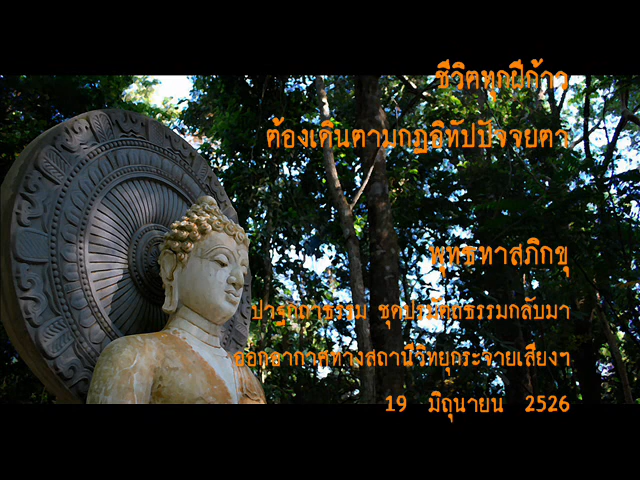 ชีวิตทุกฝีก้าว
ต้องเดินตามกฎอิทัปปัจจยตา
พุทธทาสภิกขุ
ปาฐกถาธรรม ชุดปรมัตถธรรมกลับมา
ออกอากาศทางสถานีวิทยุกระจายเสียงฯ
19 มิถุนายน 2526